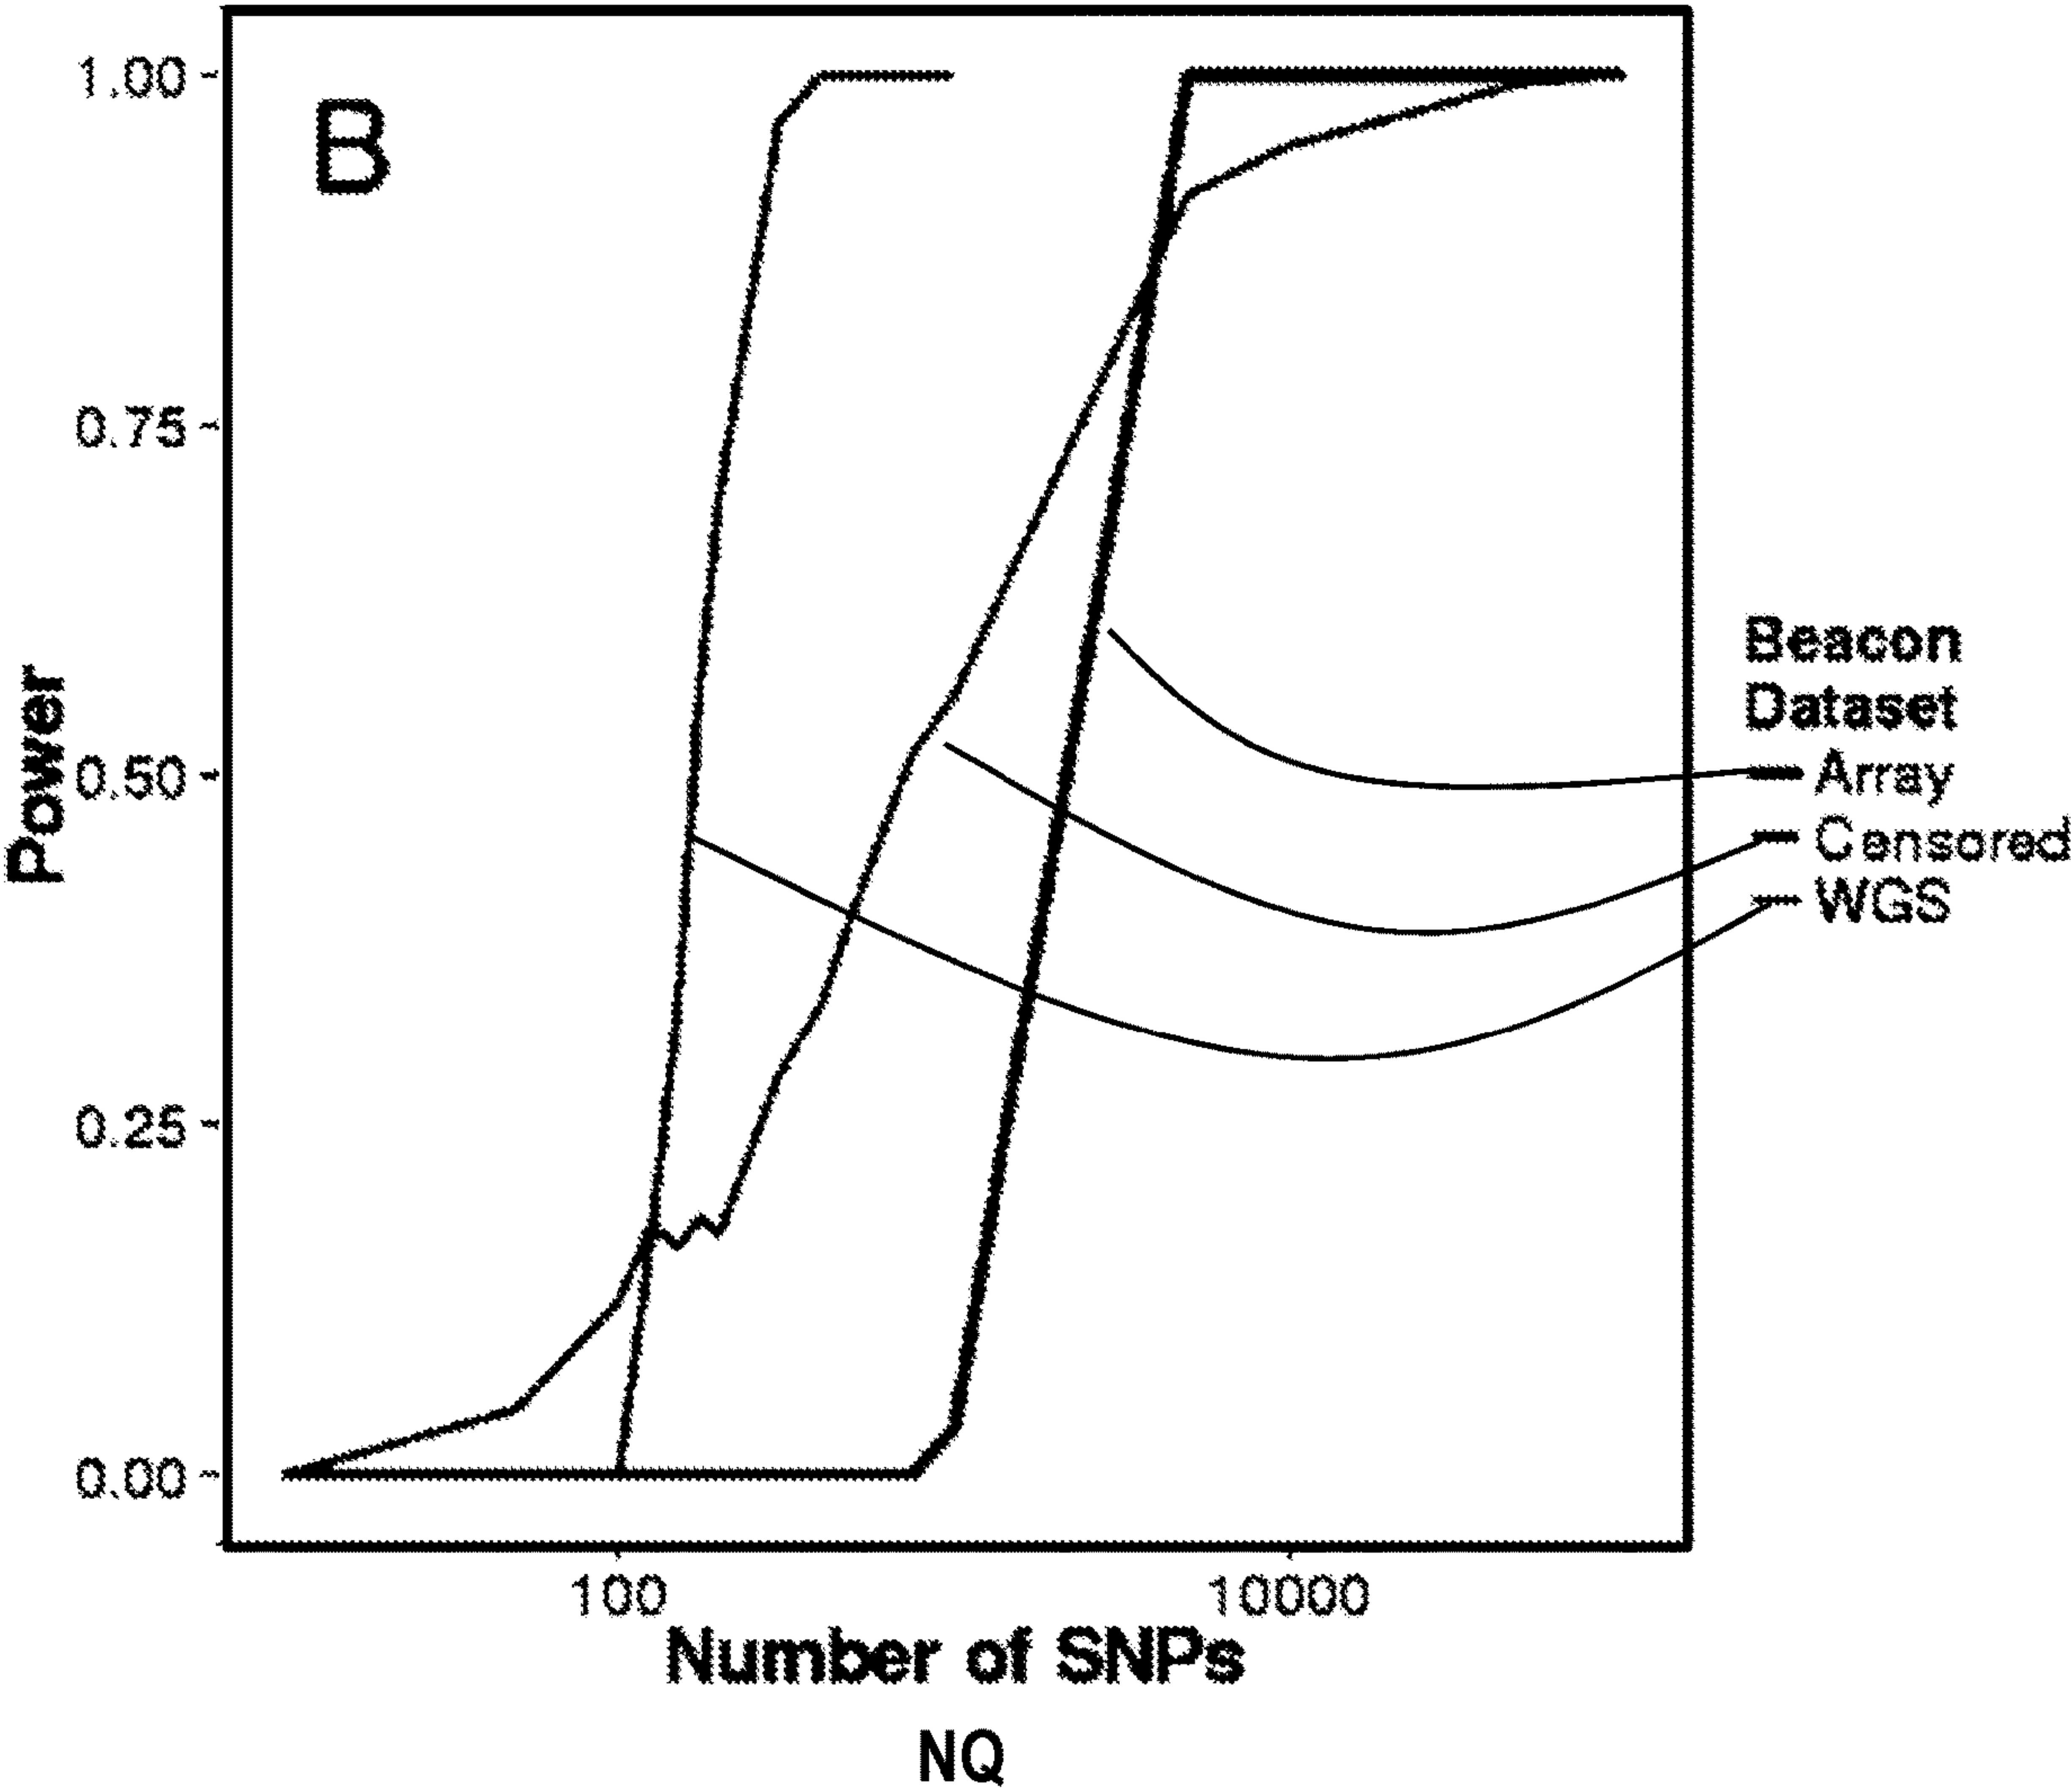 B
1.00
0.75
0.50
0.25
0.00
Power
100
10000
Number of SNPs
NQ
Beacon
Dataset
Array
Censored
WGS